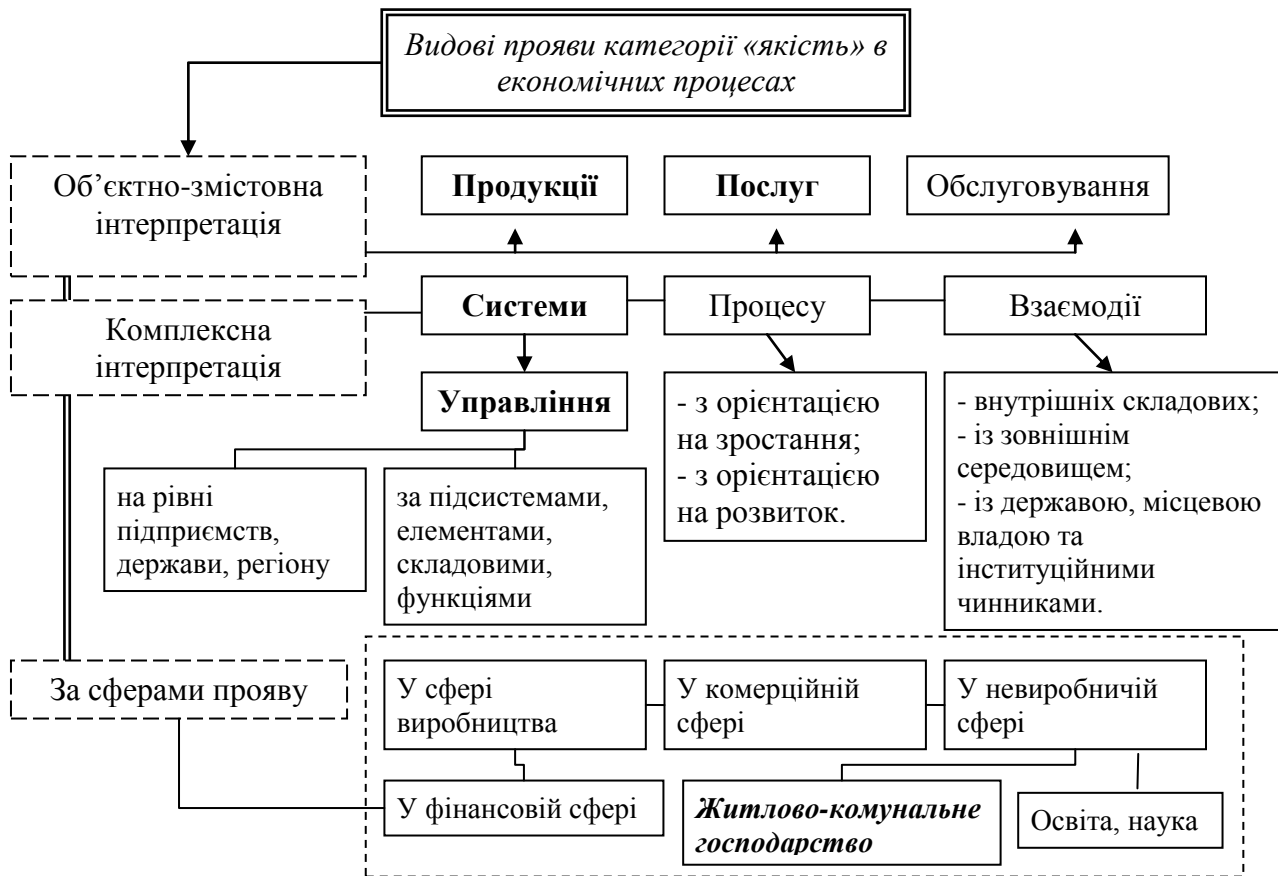 Видові прояви категорії «якість» в
економічних процесах
Об’єктно-змістовна
інтерпретація
Продукції
Послуг
Обслуговування
Комплексна
інтерпретація
Системи
Процесу
Взаємодії
Управління
на рівні
підприємств,
держави, регіону
за підсистемами,
елементами,
складовими,
функціями
- з орієнтацією
на зростання;
- з орієнтацією
на розвиток.
- внутрішніх складових;
- із зовнішнім
середовищем;
- із державою, місцевою
владою та
інституційними
чинниками.
За сферами прояву
У сфері
виробництва
У комерційній
сфері
У невиробничій
сфері
У фінансовій сфері
Житлово-комунальне
господарство
Освіта, наука